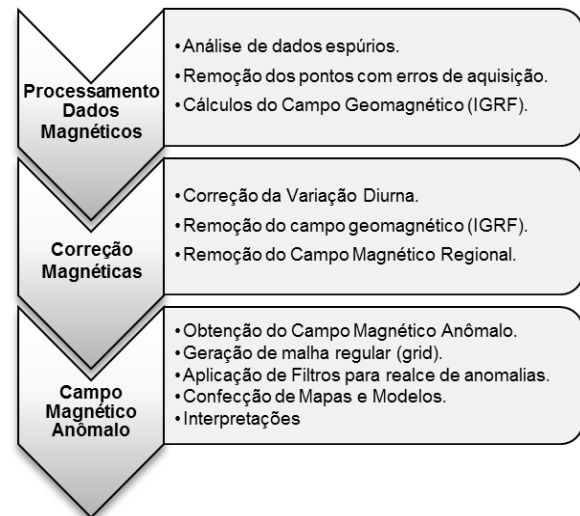 Processamento
Dados
Magnéticos
•Análise de dados espúrios.
•Remoção dos pontos com erros de aquisição.
•Cálculos do Campo Geomagnético (IGRF).
Correção
Magnéticas
•Correção da Variação Diurna.
•Remoção do campo geomagnético (IGRF).
•Remoção do Campo Magnético Regional.
Campo
Magnético
Anômalo
•Obtenção do Campo Magnético Anômalo.
•Geração de malha regular (grid).
•Aplicação de Filtros para realce de anomalias.
•Confecção de Mapas e Modelos.
•Interpretações